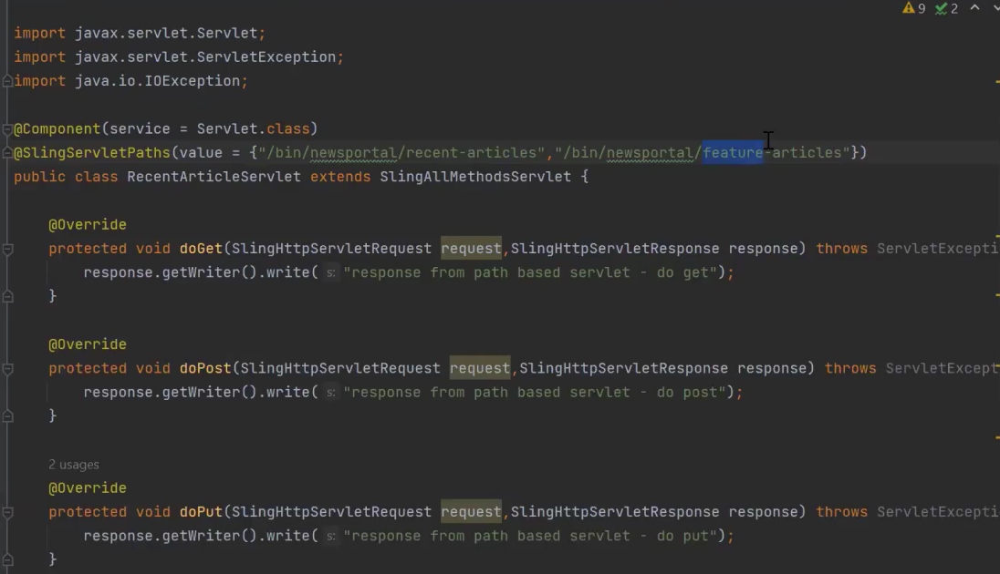 9 2
import javax.servlet.Servlet;
import javax.servlet.ServletException;
import java.io.IOException;
@Component(service = Servlet.class)
@SlingServletPaths(value = {"/bin/newsportal/recent-articles","/bin/newsportal/feature-articles"})
public class RecentArticleServlet extends SlingAllMethodsServlet {
@Override
protected void doGet(SlingHttpServletRequest request,SlingHttpServletResponse response) throws ServletExcepti
response.getWriter().write( s: "response from path based servlet - do get");
}
@Override
protected void doPost(SlingHttpServletRequest request,SlingHttpServletResponse response) throws ServletExcept
response.getWriter().write( s: "response from path based servlet - do post");
}
2 usages
@Override
protected void doPut(SlingHttpServletRequest request,SlingHttpServletResponse response) throws ServletExcepti
response.getWriter().write( s: "response from path based servlet - do put");
}